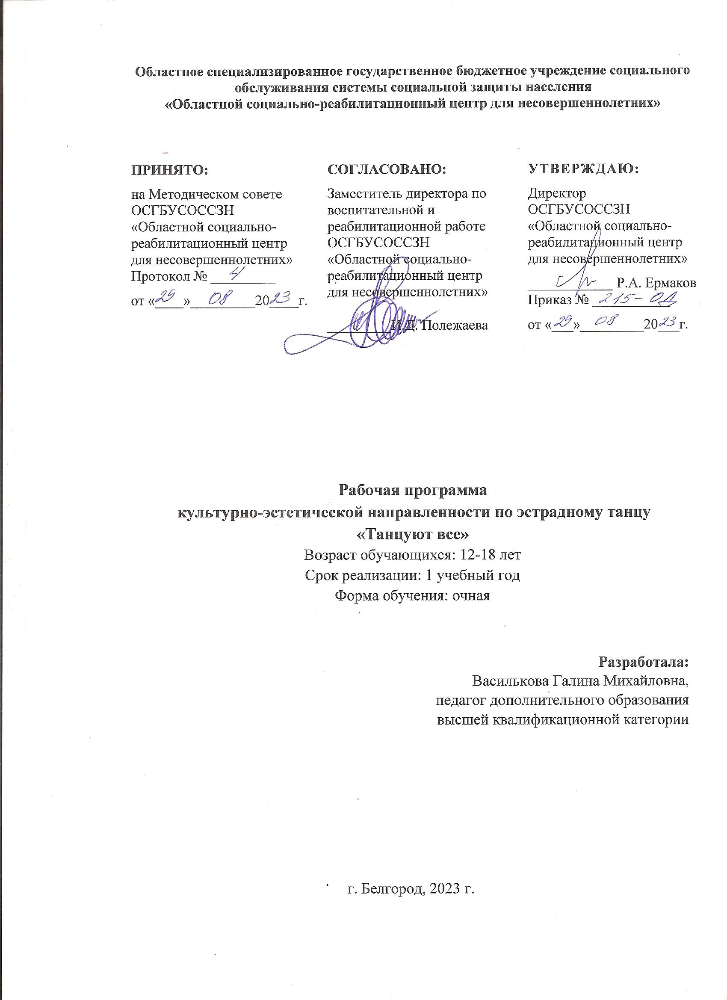 Областное специализированное государственное бюджетное учреждение социального
обслуживания системы социальной защиты населения
«Областной социально-реабилитационный центр для несовершеннолетних»
ПРИНЯТО:
на Методическом совете
ОСГБУСОССЗН
«Областной социально-
реабилитационный центр
для несовершеннолетних»
Протокол № 4
от «29» 08 2023 г.
СОГЛАСОВАНО:
Заместитель директора по
воспитательной и
реабилитационной работе
ОСГБУСОССЗН
«Областной социально-
реабилитационный центр
для несовершеннолетних»
И.Д. Полежаева
УТВЕРЖДАЮ:
Директор
ОСГБУСОССЗН
«Областной социально-
реабилитационный центр
для несовершеннолетних»
Р.А. Ермаков
Приказ № 215-ОД
от «29» 08 2023 г.
Рабочая программа
культурно-эстетической направленности по эстрадному танцу
«Танцуют все»
Возраст обучающихся: 12-18 лет
Срок реализации: 1 учебный год
Форма обучения: очная
Разработала:
Василькова Галина Михайловна,
педагог дополнительного образования
высшей квалификационной категории
г. Белгород, 2023 г.